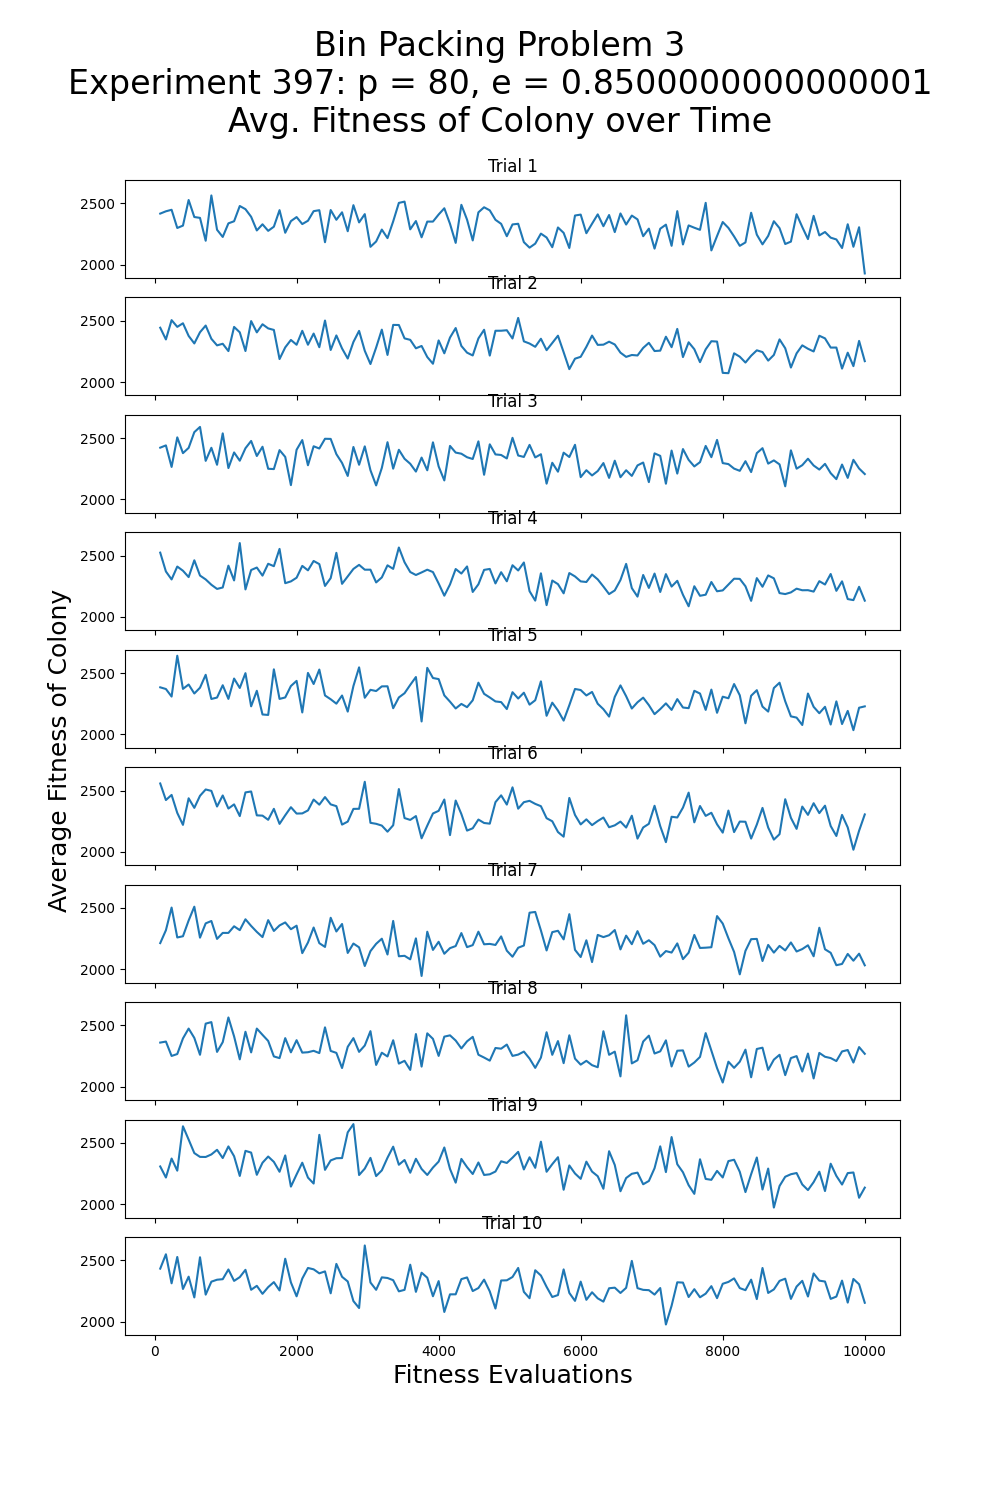 Bin Packing Problem 3
Experiment 397: p = 80, e = 0.8500000000000001
Avg. Fitness of Colony over Time
Trial 1
2500
2000
Trial 2
2500
2000
Trial 3
2500
2000
Trial 4
2500
2000
Trial 5
2500
2000
Trial 6
2500
2000
Trial 7
2500
2000
Trial 8
2500
2000
Trial 9
2500
2000
Trial 10
2500
2000
0 2000 4000 6000 8000 10000
Fitness Evaluations
Average Fitness of Colony